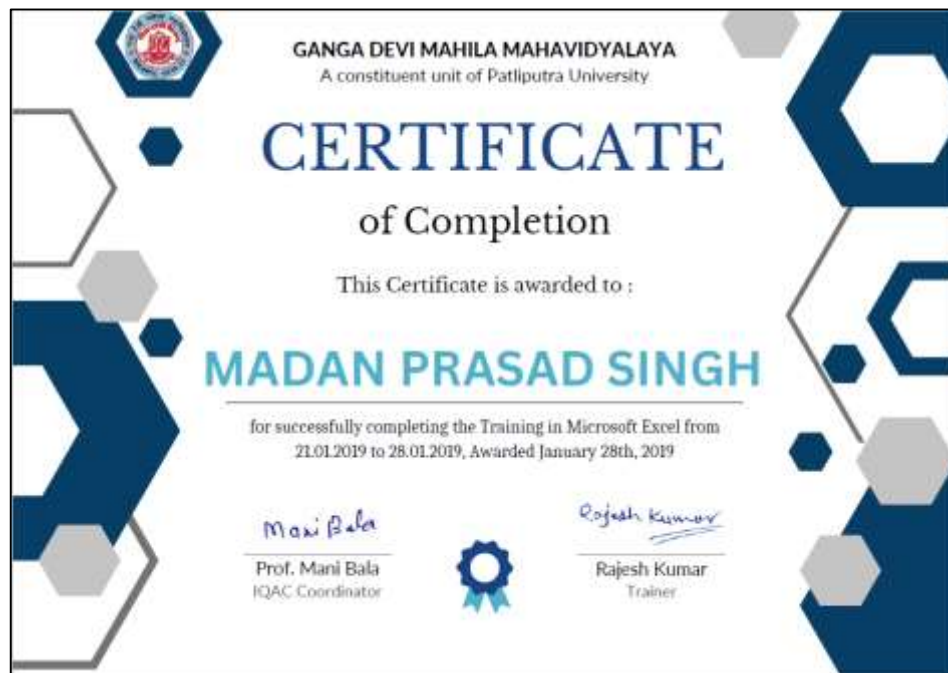 GANGA DEVI MAHILA MAHAVIDYALAYA
A constituent unit of Patliputra University
CERTIFICATE
of Completion
This Certificate is awarded to :
MADAN PRASAD SINGH
for successfully completing the Training in Microsoft Excel from
21.01.2019 to 28.01.2019, Awarded January 28th, 2019
Mani Bala
Rajesh Kumar
Prof. Mani Bala
IQAC Coordinator
Rajesh Kumar
Trainer